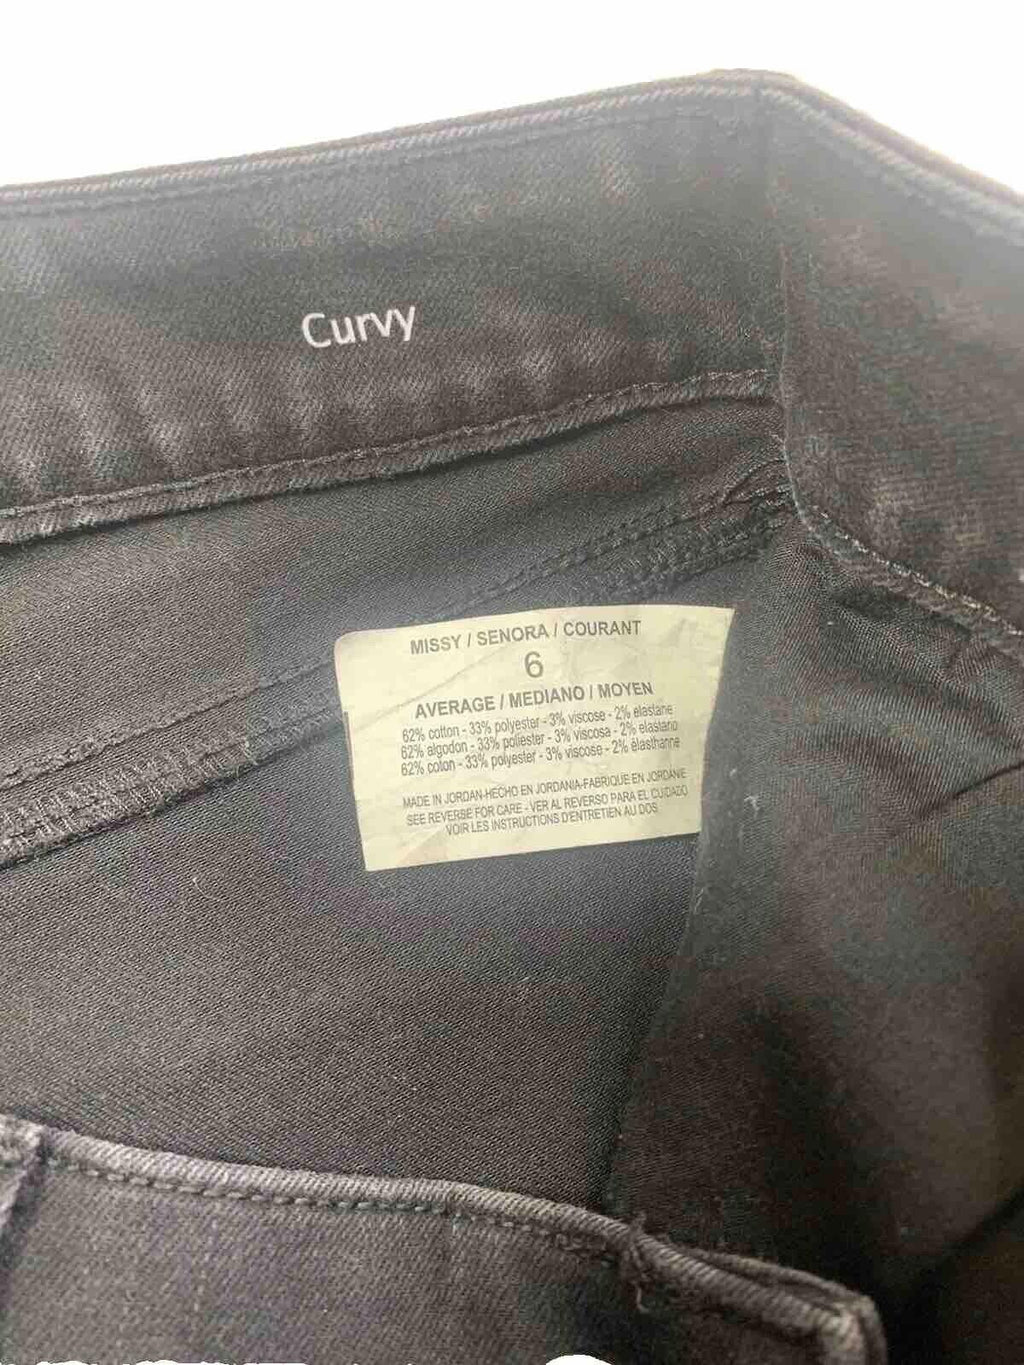 Curvy
MISSY / SENORA / COURANT
6
AVERAGE / MEDIANO / MOYEN
62% cotton - 33% polyester - 3% viscose - 2% elastane
62% algodon - 33% poliester - 3% viscosa - 2% elastano
62% coton - 33% polyester - 3% viscose - 2% élasthanne
MADE IN JORDAN-HECHO EN JORDANIA-FABRIQUE EN JORDANIE
SEE REVERSE FOR CARE - VER AL REVERSO PARA EL CUIDADO
VOIR LES INSTRUCTIONS D'ENTRETIEN AU DOS